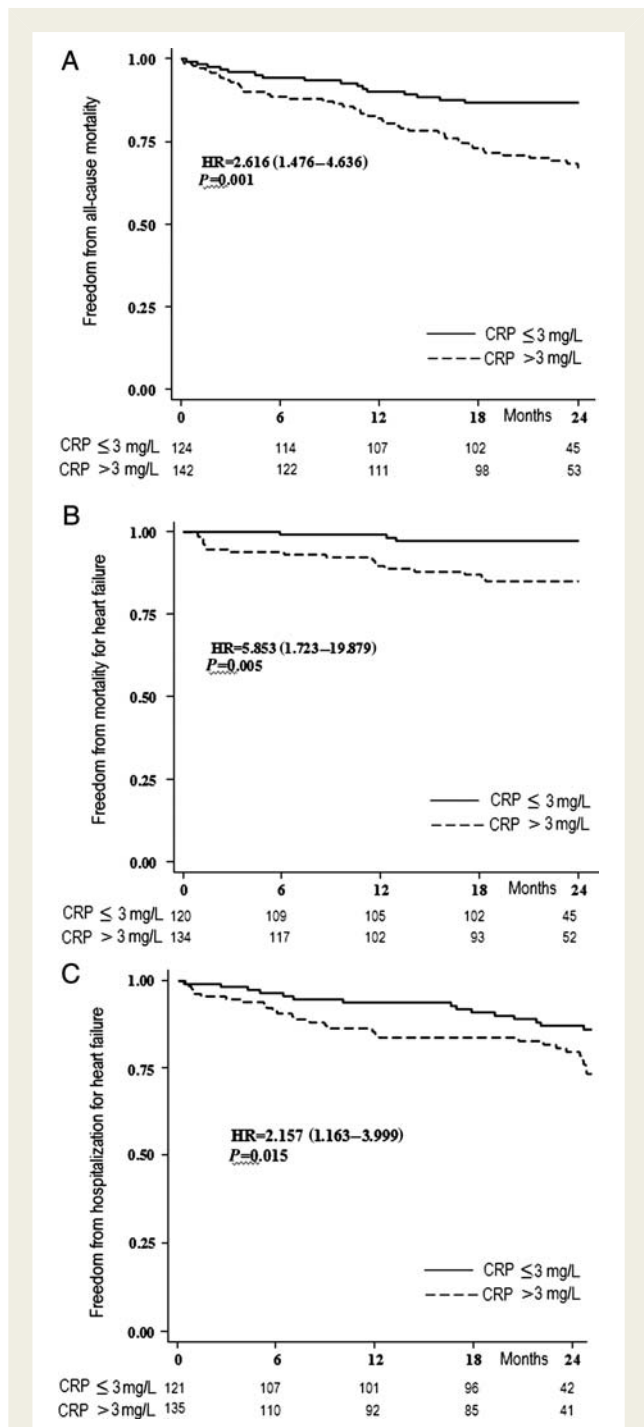 A
Freedom from all-cause mortality
1.00
0.75
0.50
0.25
0.00
HR=2.616 (1.476–4.636)
P=0.001
CRP ≤ 3 mg/L
CRP >3 mg/L
0 6 12 18 Months 24
CRP ≤ 3 mg/L 124 114 107 102 45
CRP > 3 mg/L 142 122 111 98 53
B
Freedom from mortality for heart failure
1.00
0.75
0.50
0.25
0.00
HR=5.853 (1.723–19.879)
P=0.005
CRP ≤ 3 mg/L
CRP > 3 mg/L
0 6 12 18 Months 24
CRP ≤ 3 mg/L 120 109 105 102 45
CRP > 3 mg/L 134 117 102 93 52
C
Freedom from hospitalization for heart failure
1.00
0.75
0.50
0.25
0.00
HR=2.157 (1.163–3.999)
P=0.015
CRP ≤ 3 mg/L
CRP > 3 mg/L
0 6 12 18 Months 24
CRP ≤ 3 mg/L 121 107 101 96 42
CRP > 3 mg/L 135 110 92 85 41